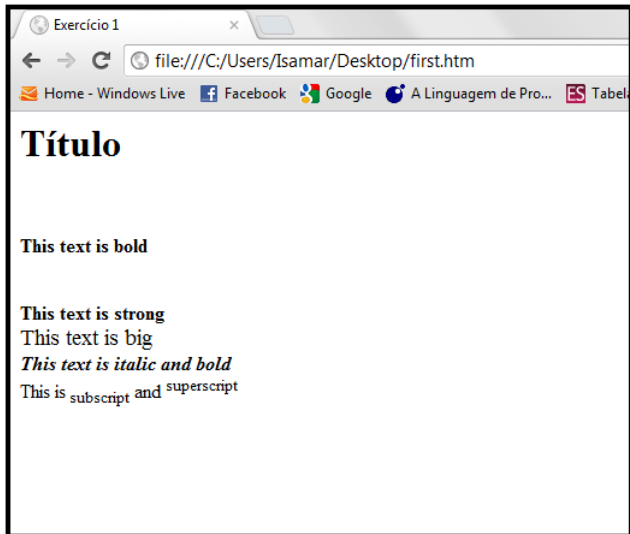 Exercício 1
file:///C:/Users/Isamar/Desktop/first.htm
Home - Windows Live Facebook Google A Linguagem de Pro... ES Tabela
Título
This text is bold
This text is strong
This text is big
This text is italic and bold
This is subscript and superscript